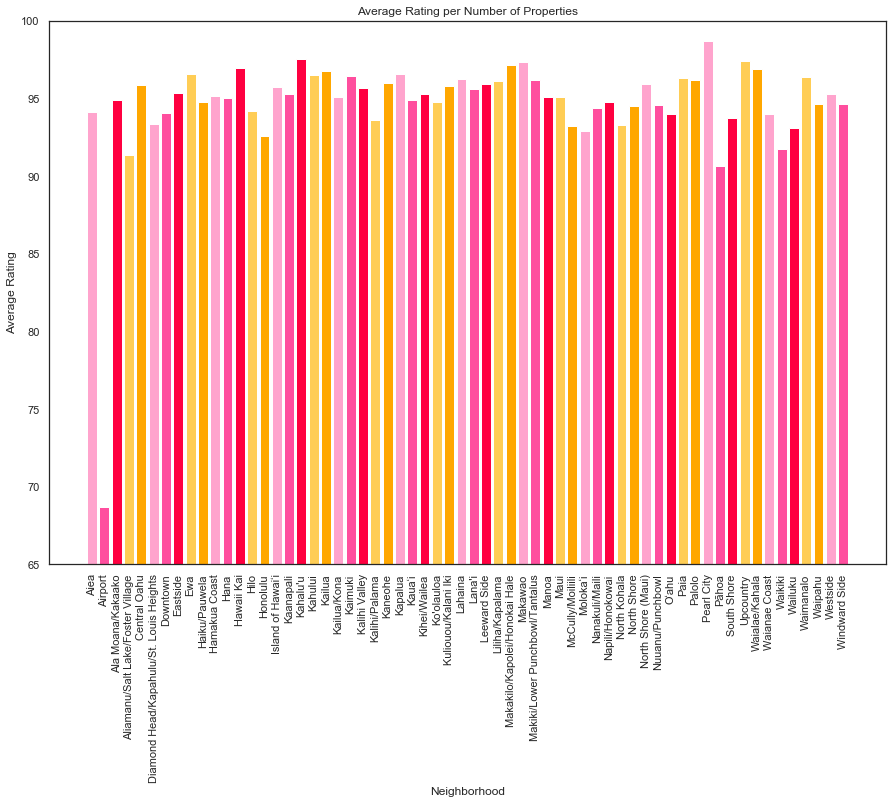 Average Rating per Number of Properties
Average Rating
100
95
90
85
80
75
70
65
Aiea
Airport
Ala Moana/Kakaako
Aliamanu/Salt Lake/Foster Village
Central Oahu
Diamond Head/Kapahulu/St. Louis Heights
Downtown
Eastside
Ewa
Haiku/Pauwela
Hamakua Coast
Hana
Hawaii Kai
Hilo
Honolulu
Island of Hawai'i
Kaanapali
Kahalu'u
Kahului
Kailua
Kailua/Kona
Kaimuki
Kalih Valley
Kalihi/Palama
Kaneohe
Kapalua
Kaua'i
Kihei/Wailea
Ko'olauloa
Kuliouou/Kalani Iki
Lahaina
Lana'i
Leeward Side
Liliha/Kapalama
Makakilo/Kapolei/Honokai Hale
Makawao
Makiki/Lower Punchbowl/Tantalus
Manoa
Maui
McCully/Moiliili
Moloka'i
Nanakuli/Maili
Napili/Honokowai
North Kohala
North Shore
North Shore (Maui)
Nuuanu/Punchbowl
O'ahu
Paia
Palolo
Pearl City
Pāhoa
South Shore
Upcountry
Waialae/Kahala
Waianae Coast
Waikiki
Wailuku
Waimanalo
Waipahu
Westside
Windward Side
Neighborhood